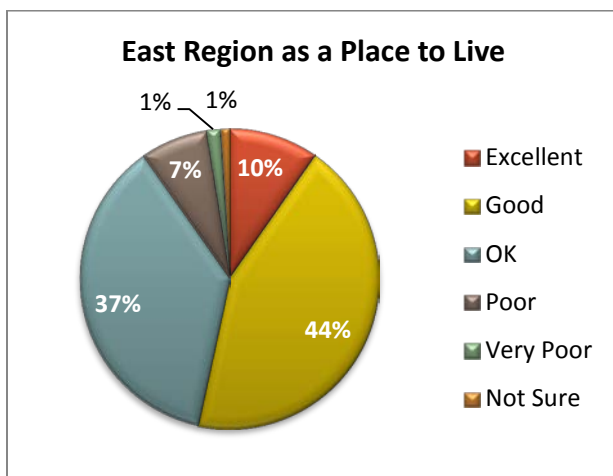 East Region as a Place to Live
1% 1%
7% 10%
37%
44%
Excellent
Good
OK
Poor
Very Poor
Not Sure